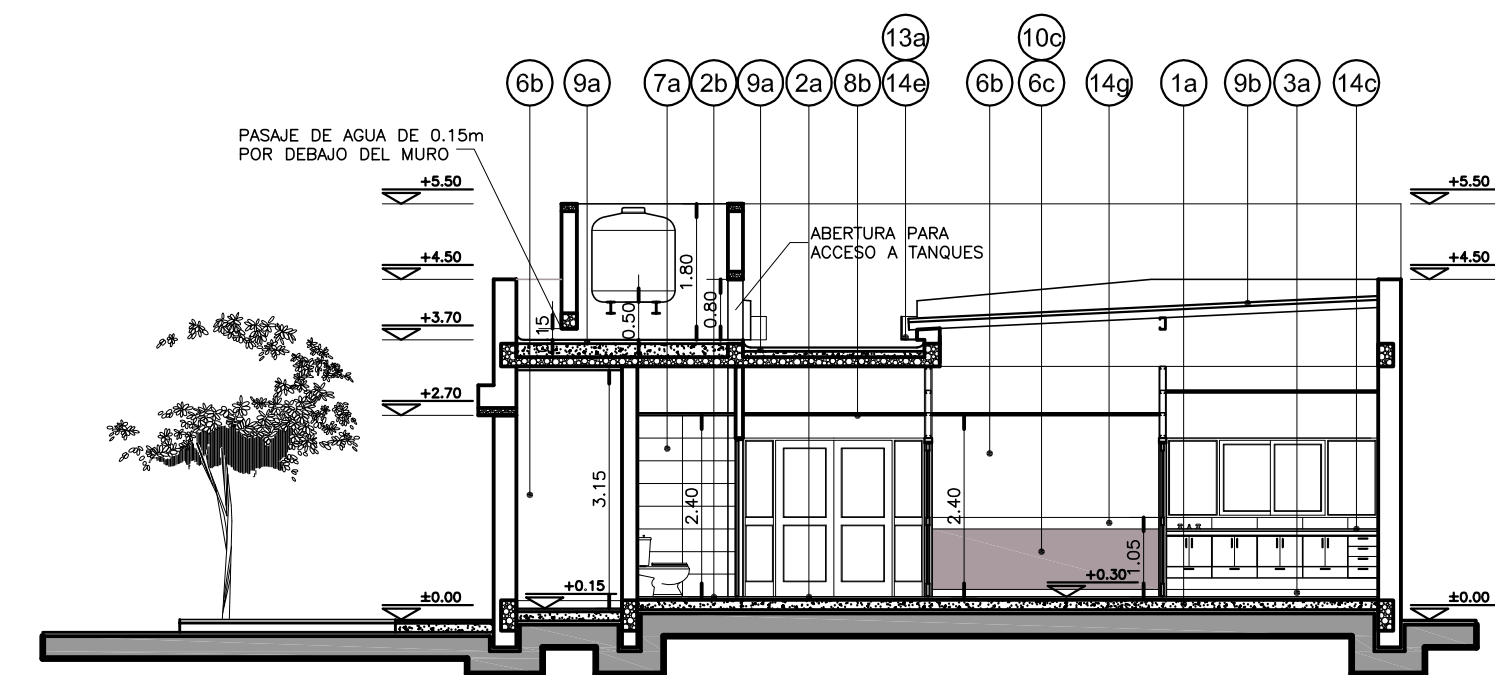 13a 10c
6b 9a 7a 2b 9a 2a 8b 14e 6b 6c 14g 1a 9b 3a 14c
PASAJE DE AGUA DE 0.15m
POR DEBAJO DEL MURO
+5.50 +5.50
ABERTURA PARA
ACCESO A TANQUES
+4.50 +4.50
1.80
0.80
0.50
15
+3.70 +3.70
+2.70
3.15
2.40
2.40
1.05
+0.15
+0.30
±0.00 ±0.00